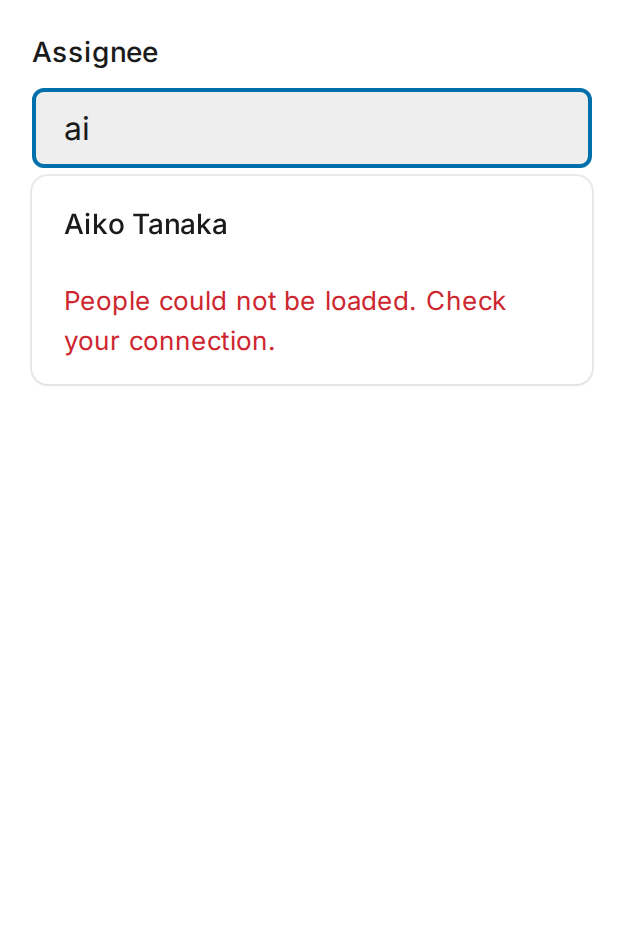 Assignee
ai
Aiko Tanaka
People could not be loaded. Check
your connection.